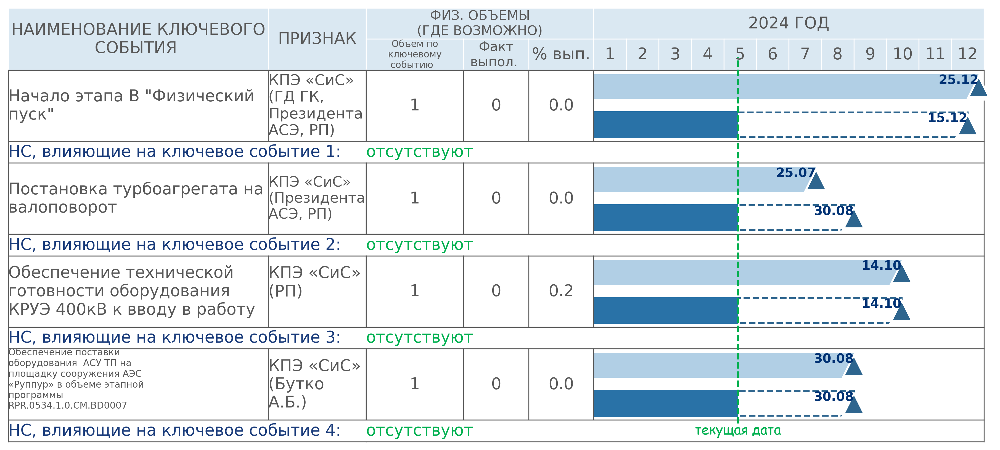 НАИМЕНОВАНИЕ КЛЮЧЕВОГО
СОБЫТИЯ
ПРИЗНАК
ФИЗ. ОБЪЕМЫ
(ГДЕ ВОЗМОЖНО)
2024 ГОД
Объем по
ключевому
событию
Факт
выпол.
% вып.
1 2 3 4 5 6 7 8 9 10 11 12
Начало этапа В "Физический
пуск"
КПЭ «СиС»
(ГД ГК,
Президента
АСЭ, РП)
1
0
0.0
25.12
15.12
НС, влияющие на ключевое событие 1:
отсутствуют
Постановка турбоагрегата на
валоповорот
КПЭ «СиС»
(Президента
АСЭ, РП)
1
0
0.0
25.07
30.08
НС, влияющие на ключевое событие 2:
отсутствуют
Обеспечение технической
готовности оборудования
КРУЭ 400кВ к вводу в работу
КПЭ «СиС»
(РП)
1
0
0.2
14.10
14.10
НС, влияющие на ключевое событие 3:
отсутствуют
Обеспечение поставки
оборудования  АСУ ТП на
площадку сооружения АЭС
«Руппур» в объеме этапной
программы
RPR.0534.1.0.CM.BD0007
КПЭ «СиС»
(Бутко
А.Б.)
1
0
0.0
30.08
30.08
НС, влияющие на ключевое событие 4:
отсутствуют
текущая дата